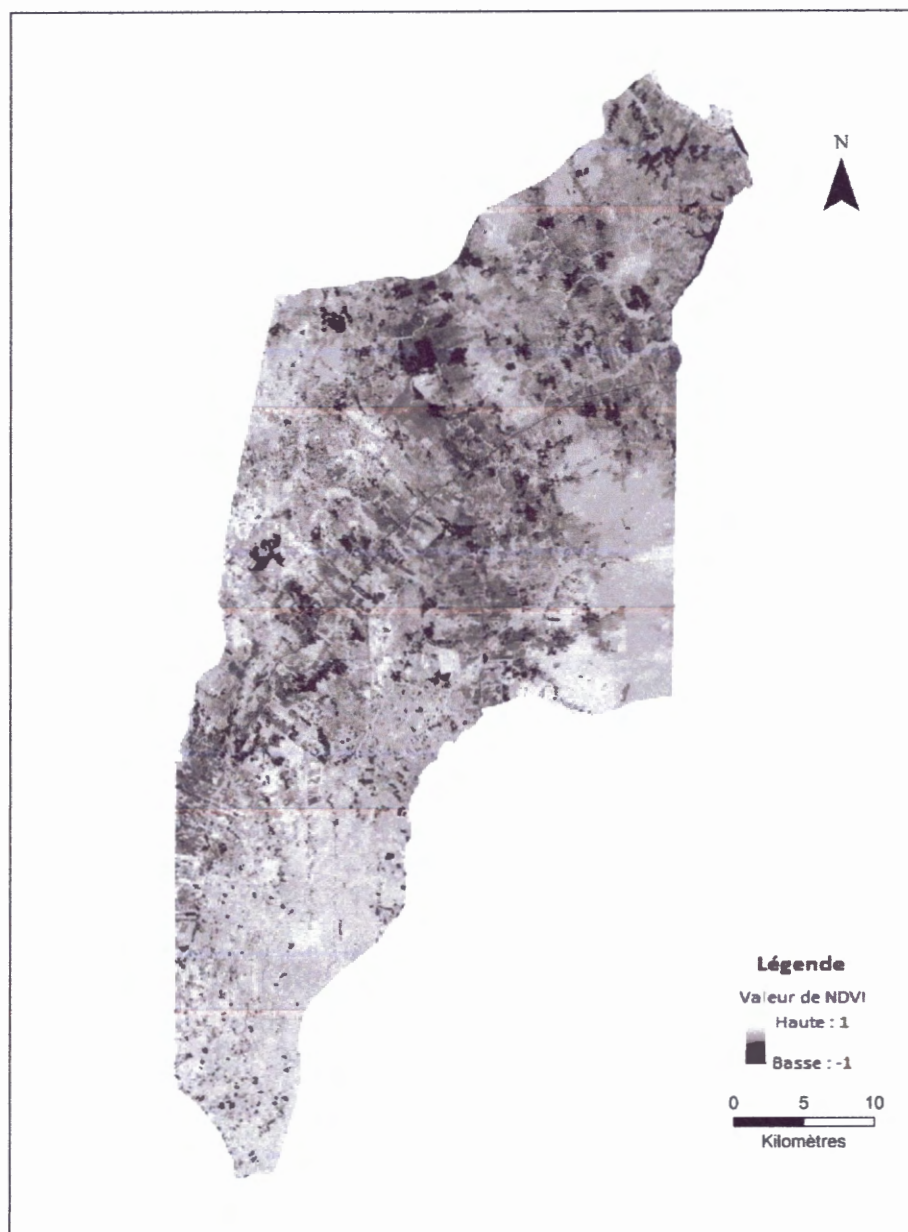 N
Légende
Valeur de NDVI
Haute : 1
Basse : -1
0 5 10
Kilomètres